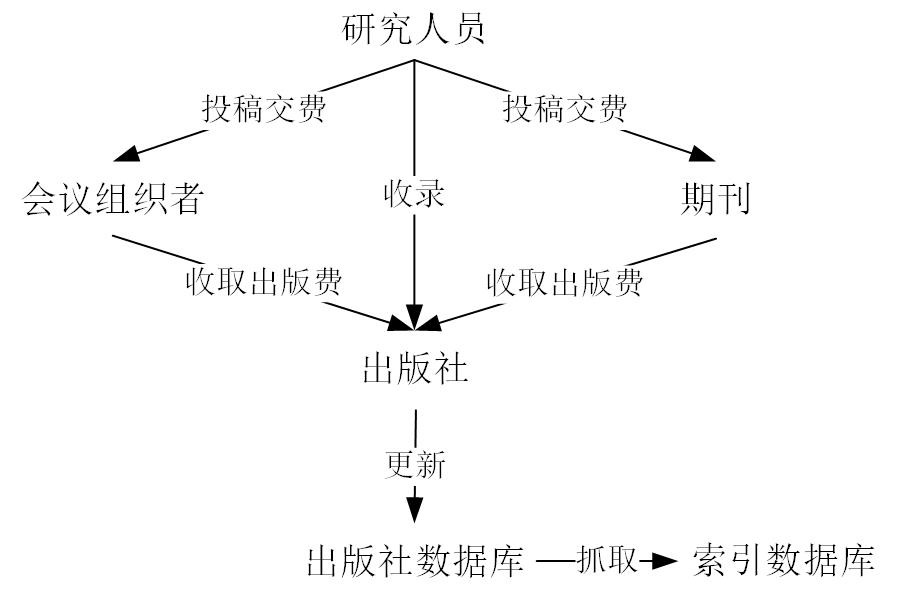 研究人员
投稿交费
投稿交费
会议组织者
收录
期刊
收取出版费
收取出版费
出版社
更新
出版社数据库
抓取
索引数据库